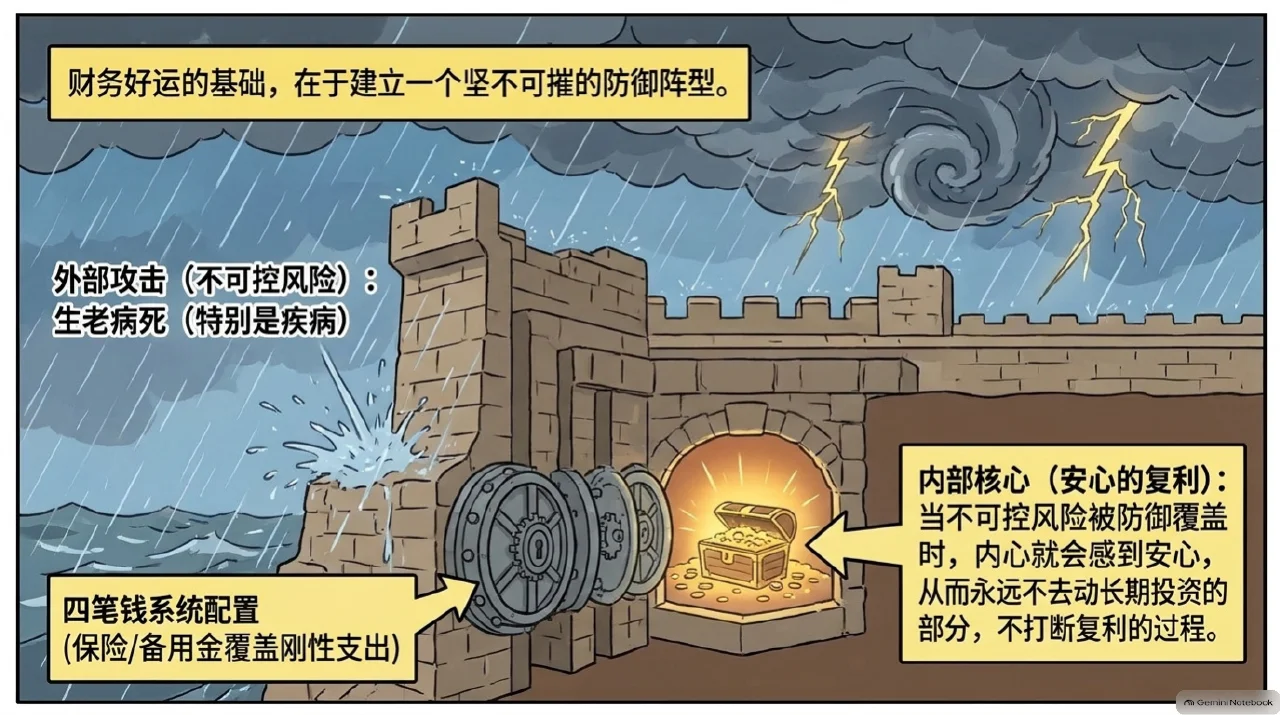 财务好运的基础，在于建立一个坚不可摧的防御阵型。
外部攻击（不可控风险）：
生老病死（特别是疾病）
四笔钱系统配置
(保险/备用金覆盖刚性支出)
内部核心（安心的复利）：
当不可控风险被防御覆盖
时，内心就会感到安心，
从而永远不去动长期投资的
部分，不打断复利的过程。
Gemini Notebook